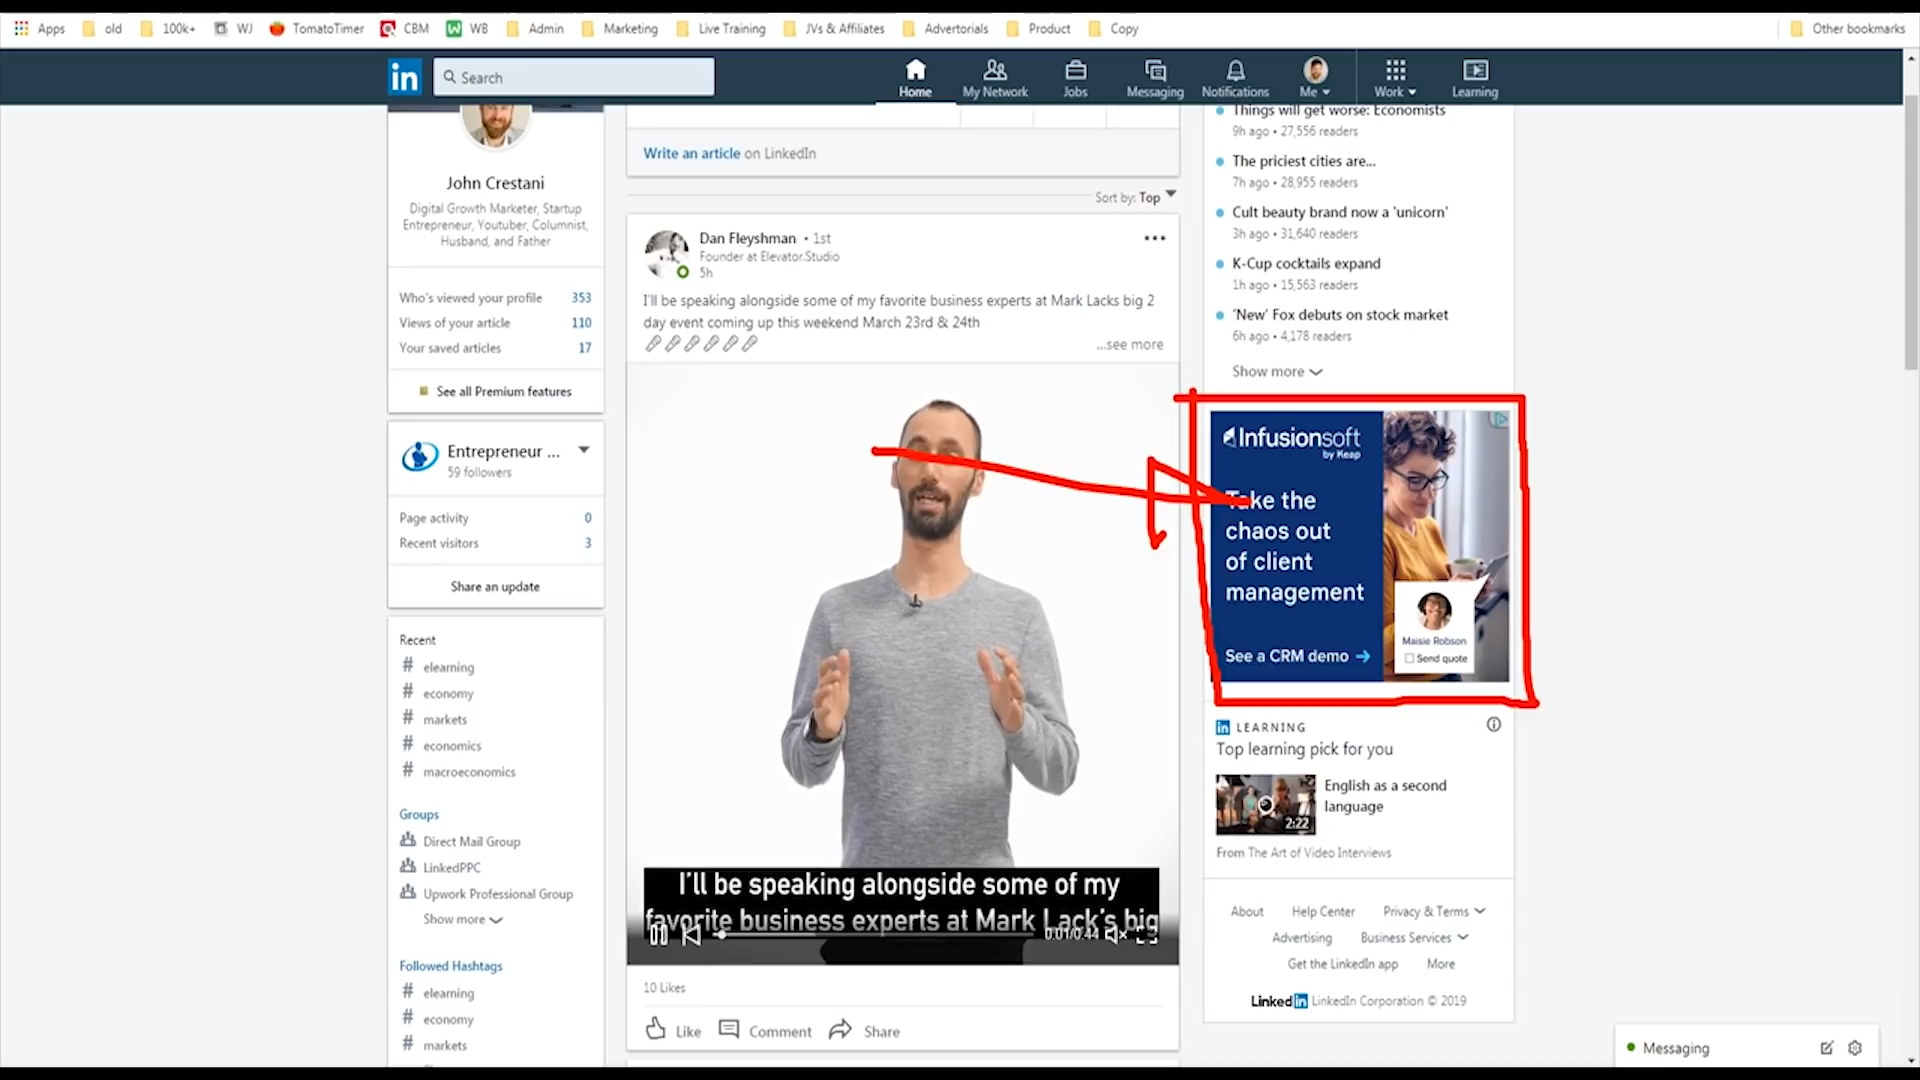 Apps old 100k+ WJ TomatoTimer CBM WB Admin Marketing Live Training JVs & Affiliates Advertorials Product Copy Other bookmarks
in Search Home My Network Jobs Messaging Notifications Me Work Learning
John Crestani
Digital Growth Marketer, Startup
Entrepreneur, Youtuber, Columnist,
Husband, and Father
Who's viewed your profile 353
Views of your article 110
Your saved articles 17
See all Premium features
Entrepreneur ...
59 followers
Page activity 0
Recent visitors 3
Share an update
Recent
# elearning
# economy
# markets
# economics
# macroeconomics
Groups
Direct Mail Group
LinkedPPC
Upwork Professional Group
Show more
Followed Hashtags
# elearning
# economy
# markets
Write an article on LinkedIn
Sort by: Top
Dan Fleyshman • 1st
Founder at Elevator.Studio
5h
I'll be speaking alongside some of my favorite business experts at Mark Lacks big 2
day event coming up this weekend March 23rd & 24th
...see more
I'll be speaking alongside some of my
favorite business experts at Mark Lack's big
0:01/0:44
10 Likes
Like Comment Share
Things will get worse: Economists
9h ago • 27,556 readers
The priciest cities are...
7h ago • 28,955 readers
Cult beauty brand now a 'unicorn'
3h ago • 31,640 readers
K-Cup cocktails expand
1h ago • 15,563 readers
'New' Fox debuts on stock market
6h ago • 4,178 readers
Show more
Infusionsoft
by Keap
Take the
chaos out
of client
management
See a CRM demo →
Maisie Robson
Send quote
in LEARNING
Top learning pick for you
English as a second
language
2:22
From The Art of Video Interviews
About Help Center Privacy & Terms
Advertising Business Services
Get the LinkedIn app More
Linkedin LinkedIn Corporation © 2019
Messaging